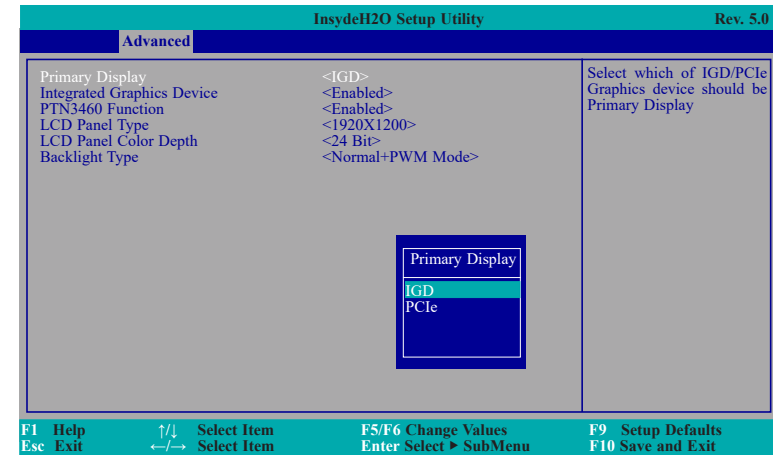 InsydeH2O Setup Utility Rev. 5.0
Advanced
Primary Display <IGD>
Integrated Graphics Device <Enabled>
PTN3460 Function <Enabled>
LCD Panel Type <1920X1200>
LCD Panel Color Depth <24 Bit>
Backlight Type <Normal+PWM Mode>
Select which of IGD/PCIe
Graphics device should be
Primary Display
Primary Display
IGD
PCIe
F1 Help ↑/↓ Select Item F5/F6 Change Values F9 Setup Defaults
Esc Exit ←/→ Select Item Enter Select ► SubMenu F10 Save and Exit